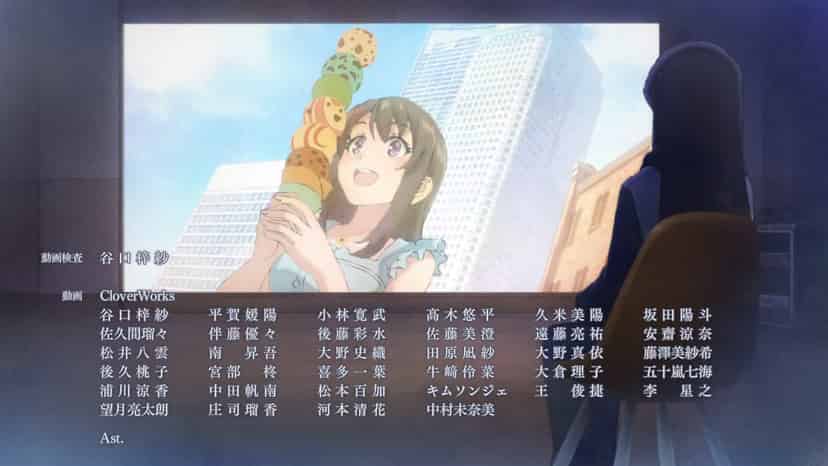 動画検査 谷口梓紗
動画 CloverWorks
谷口梓紗 平賀媛陽 小林寛武 髙木悠平 久米美陽 坂田陽斗
佐久間瑠々 伴藤優々 後藤彩水 佐藤美澄 遠藤亮祐 安齋涼奈
松井八雲 南昇吾 大野史織 田原凪紗 大野真依 藤澤美紗希
後久桃子 宮部柊 喜多一葉 牛﨑伶菜 大倉理子 五十嵐七海
浦川涼香 中田帆南 松本百加 キムソンジェ 王俊捷 李星之
望月亮太朗 庄司瑠香 河本清花 中村未奈美
Ast.